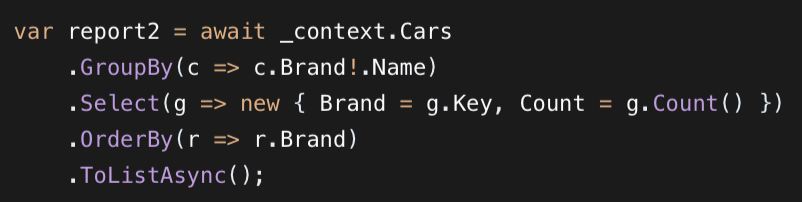 var report2 = await _context.Cars
    .GroupBy(c => c.Brand!.Name)
    .Select(g => new { Brand = g.Key, Count = g.Count() })
    .OrderBy(r => r.Brand)
    .ToListAsync();